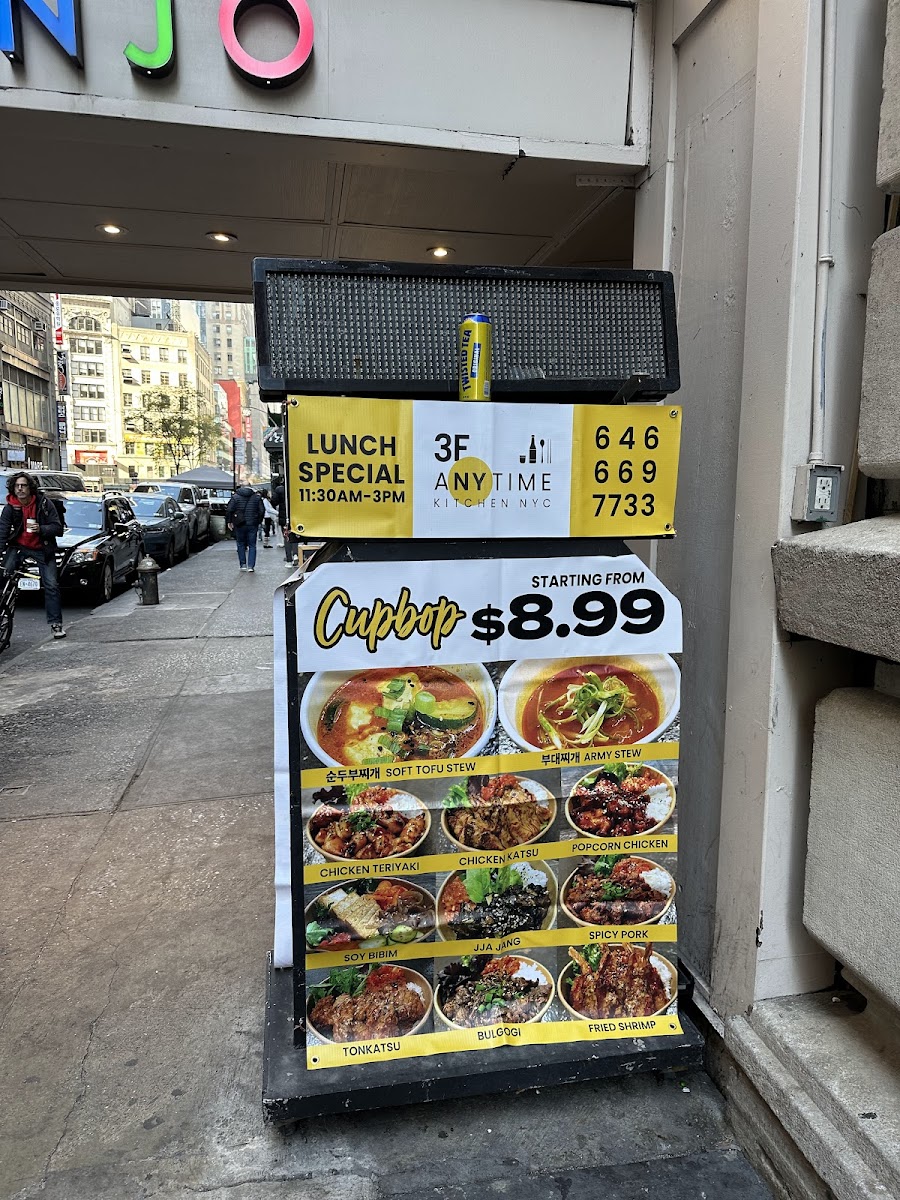 NJO
LUNCH
SPECIAL
11:30AM-3PM
3F
ANYTIME
KITCHEN NYC
646
669
7733
TWISTED TEA
Cupbop
STARTING FROM
$8.99
순두부찌개 SOFT TOFU STEW
부대찌개 ARMY STEW
CHICKEN TERIYAKI
CHICKEN KATSU
POPCORN CHICKEN
SOY BIBIM
JJA JANG
SPICY PORK
TONKATSU
BULGOGI
FRIED SHRIMP